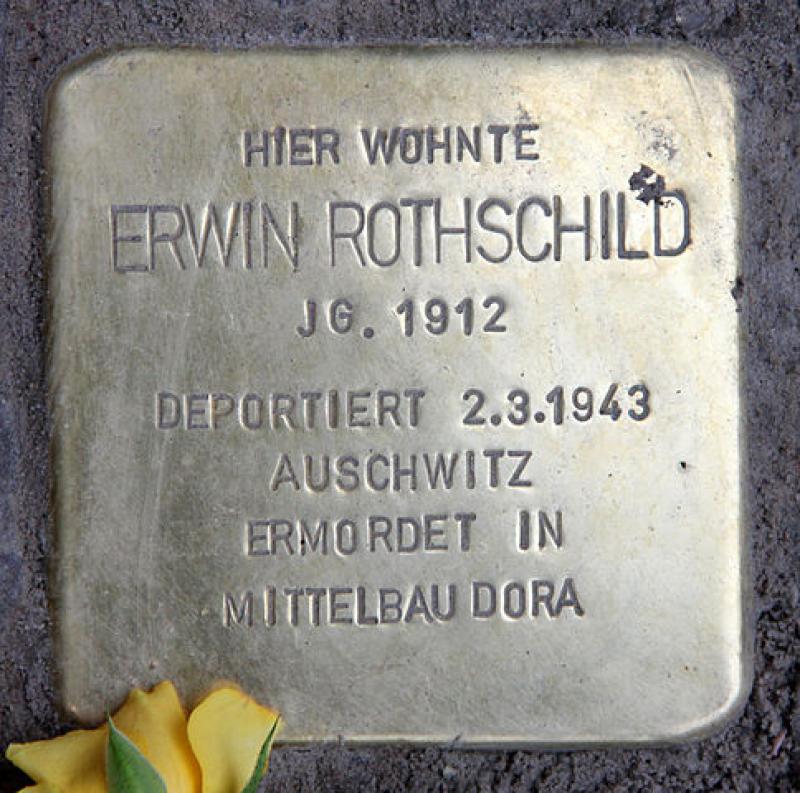 HIER WOHNTE
ERWIN ROTHSCHILD
JG. 1912
DEPORTIERT 2.3.1943
AUSCHWITZ
ERMORDET IN
MITTELBAU DORA